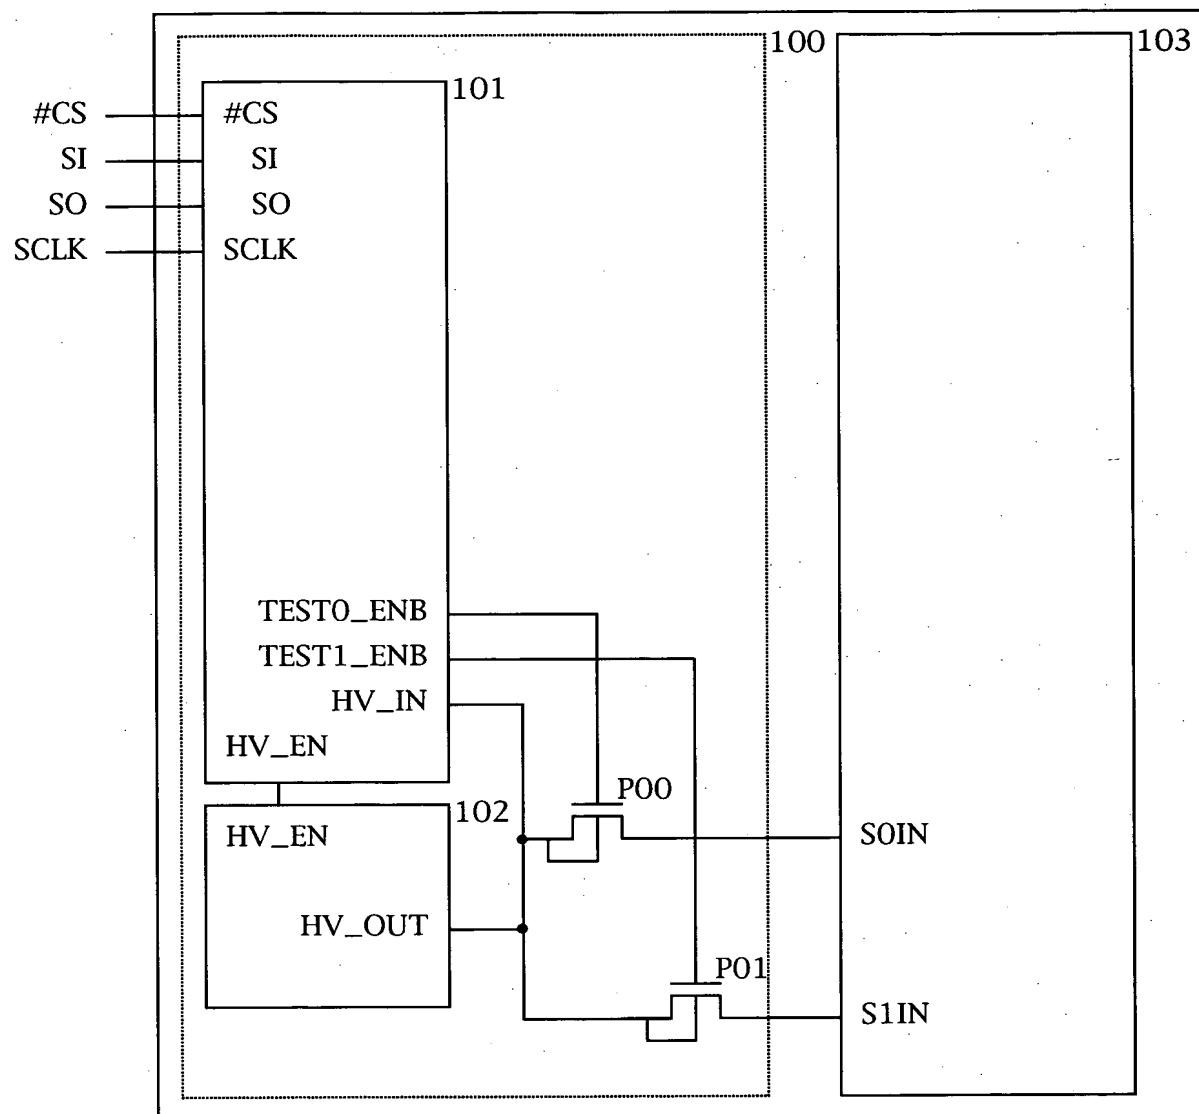 100
103
101
#CS #CS
SI SI
SO SO
SCLK SCLK
TEST0_ENB
TEST1_ENB
HV_IN
HV_EN
P00
102
HV_EN
S0IN
HV_OUT
P01
S1IN